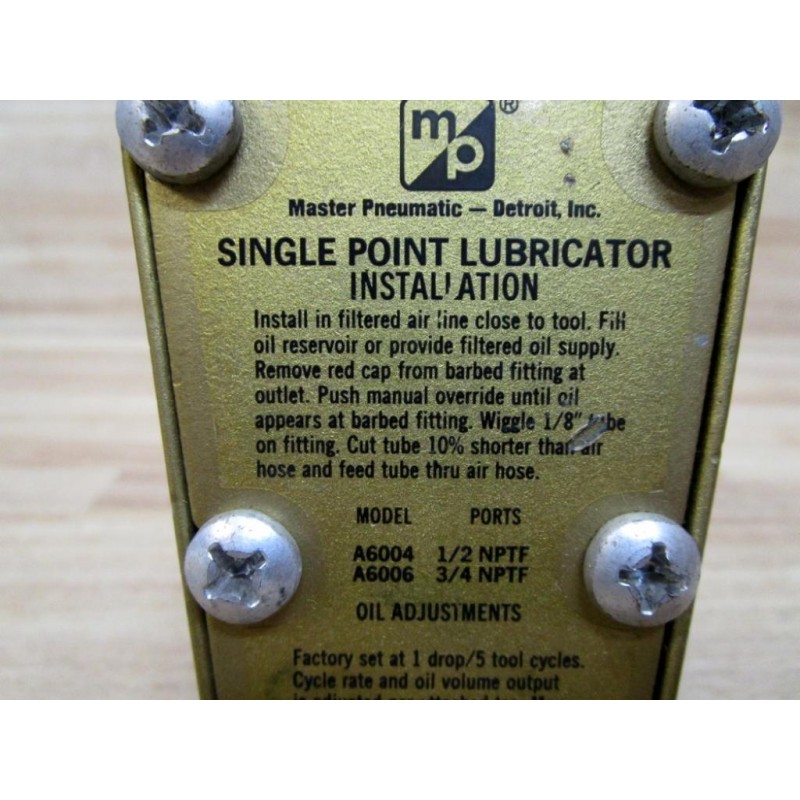 mp®
Master Pneumatic — Detroit, Inc.
SINGLE POINT LUBRICATOR
INSTALLATION
Install in filtered air line close to tool. Fill
oil reservoir or provide filtered oil supply.
Remove red cap from barbed fitting at
outlet. Push manual override until oil
appears at barbed fitting. Wiggle 1/8" tube
on fitting. Cut tube 10% shorter than air
hose and feed tube thru air hose.
MODEL PORTS
A6004 1/2 NPTF
A6006 3/4 NPTF
OIL ADJUSTMENTS
Factory set at 1 drop/5 tool cycles.
Cycle rate and oil volume output
is adjusted per attached